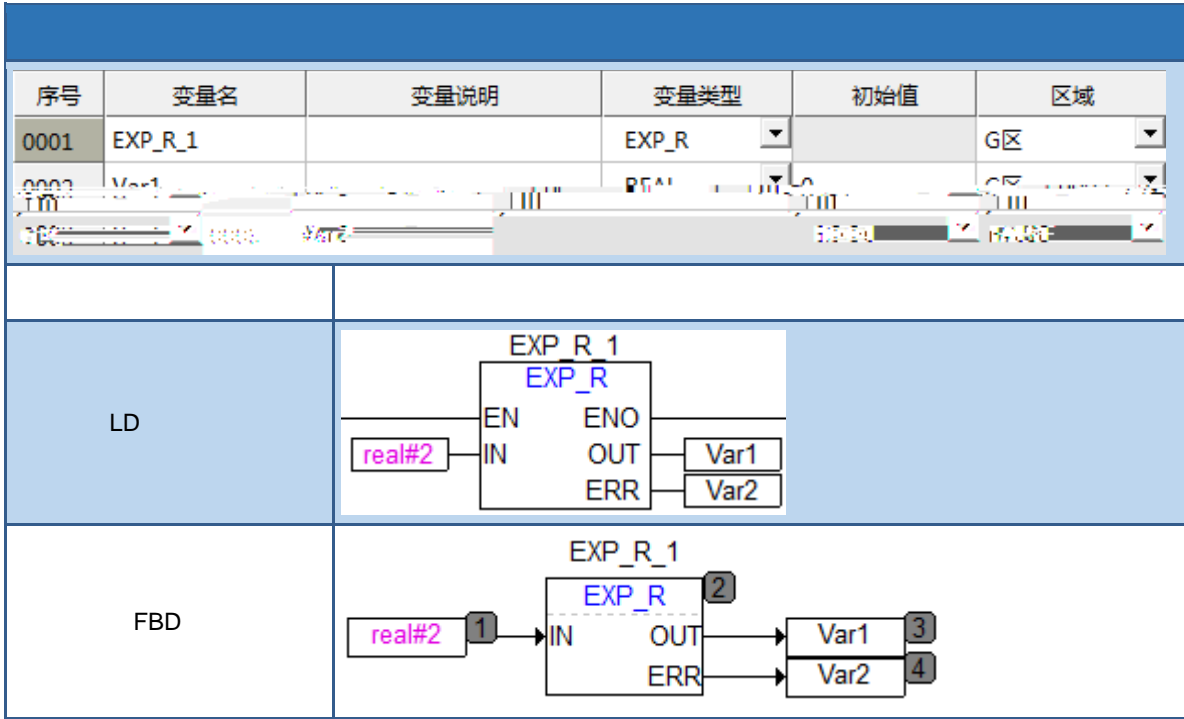 序号 变量名 变量说明 变量类型 初始值 区域
0001 EXP_R_1 EXP_R G区
Var1 REAL
LD
EXP_R_1
EXP_R
EN ENO
real#2 IN OUT Var1
ERR Var2
FBD
EXP_R_1
EXP_R 2
real#2 1 IN OUT Var1 3
ERR Var2 4